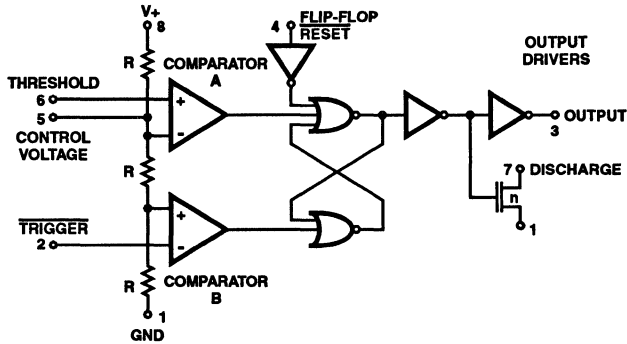 V+
8
4
FLIP-FLOP
RESET
R
COMPARATOR
A
OUTPUT
DRIVERS
THRESHOLD
6
+
5
-
CONTROL
VOLTAGE
OUTPUT
3
R
7 DISCHARGE
n
1
+
TRIGGER
2
-
R
COMPARATOR
B
1
GND